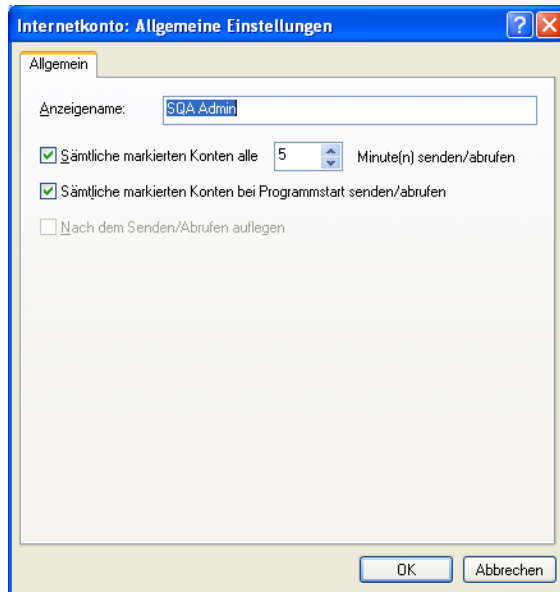 Internetkonto: Allgemeine Einstellungen
Allgemein
Anzeigename: SQA Admin
Sämtliche markierten Konten alle 5 Minute(n) senden/abrufen
Sämtliche markierten Konten bei Programmstart senden/abrufen
Nach dem Senden/Abrufen auflegen
OK Abbrechen